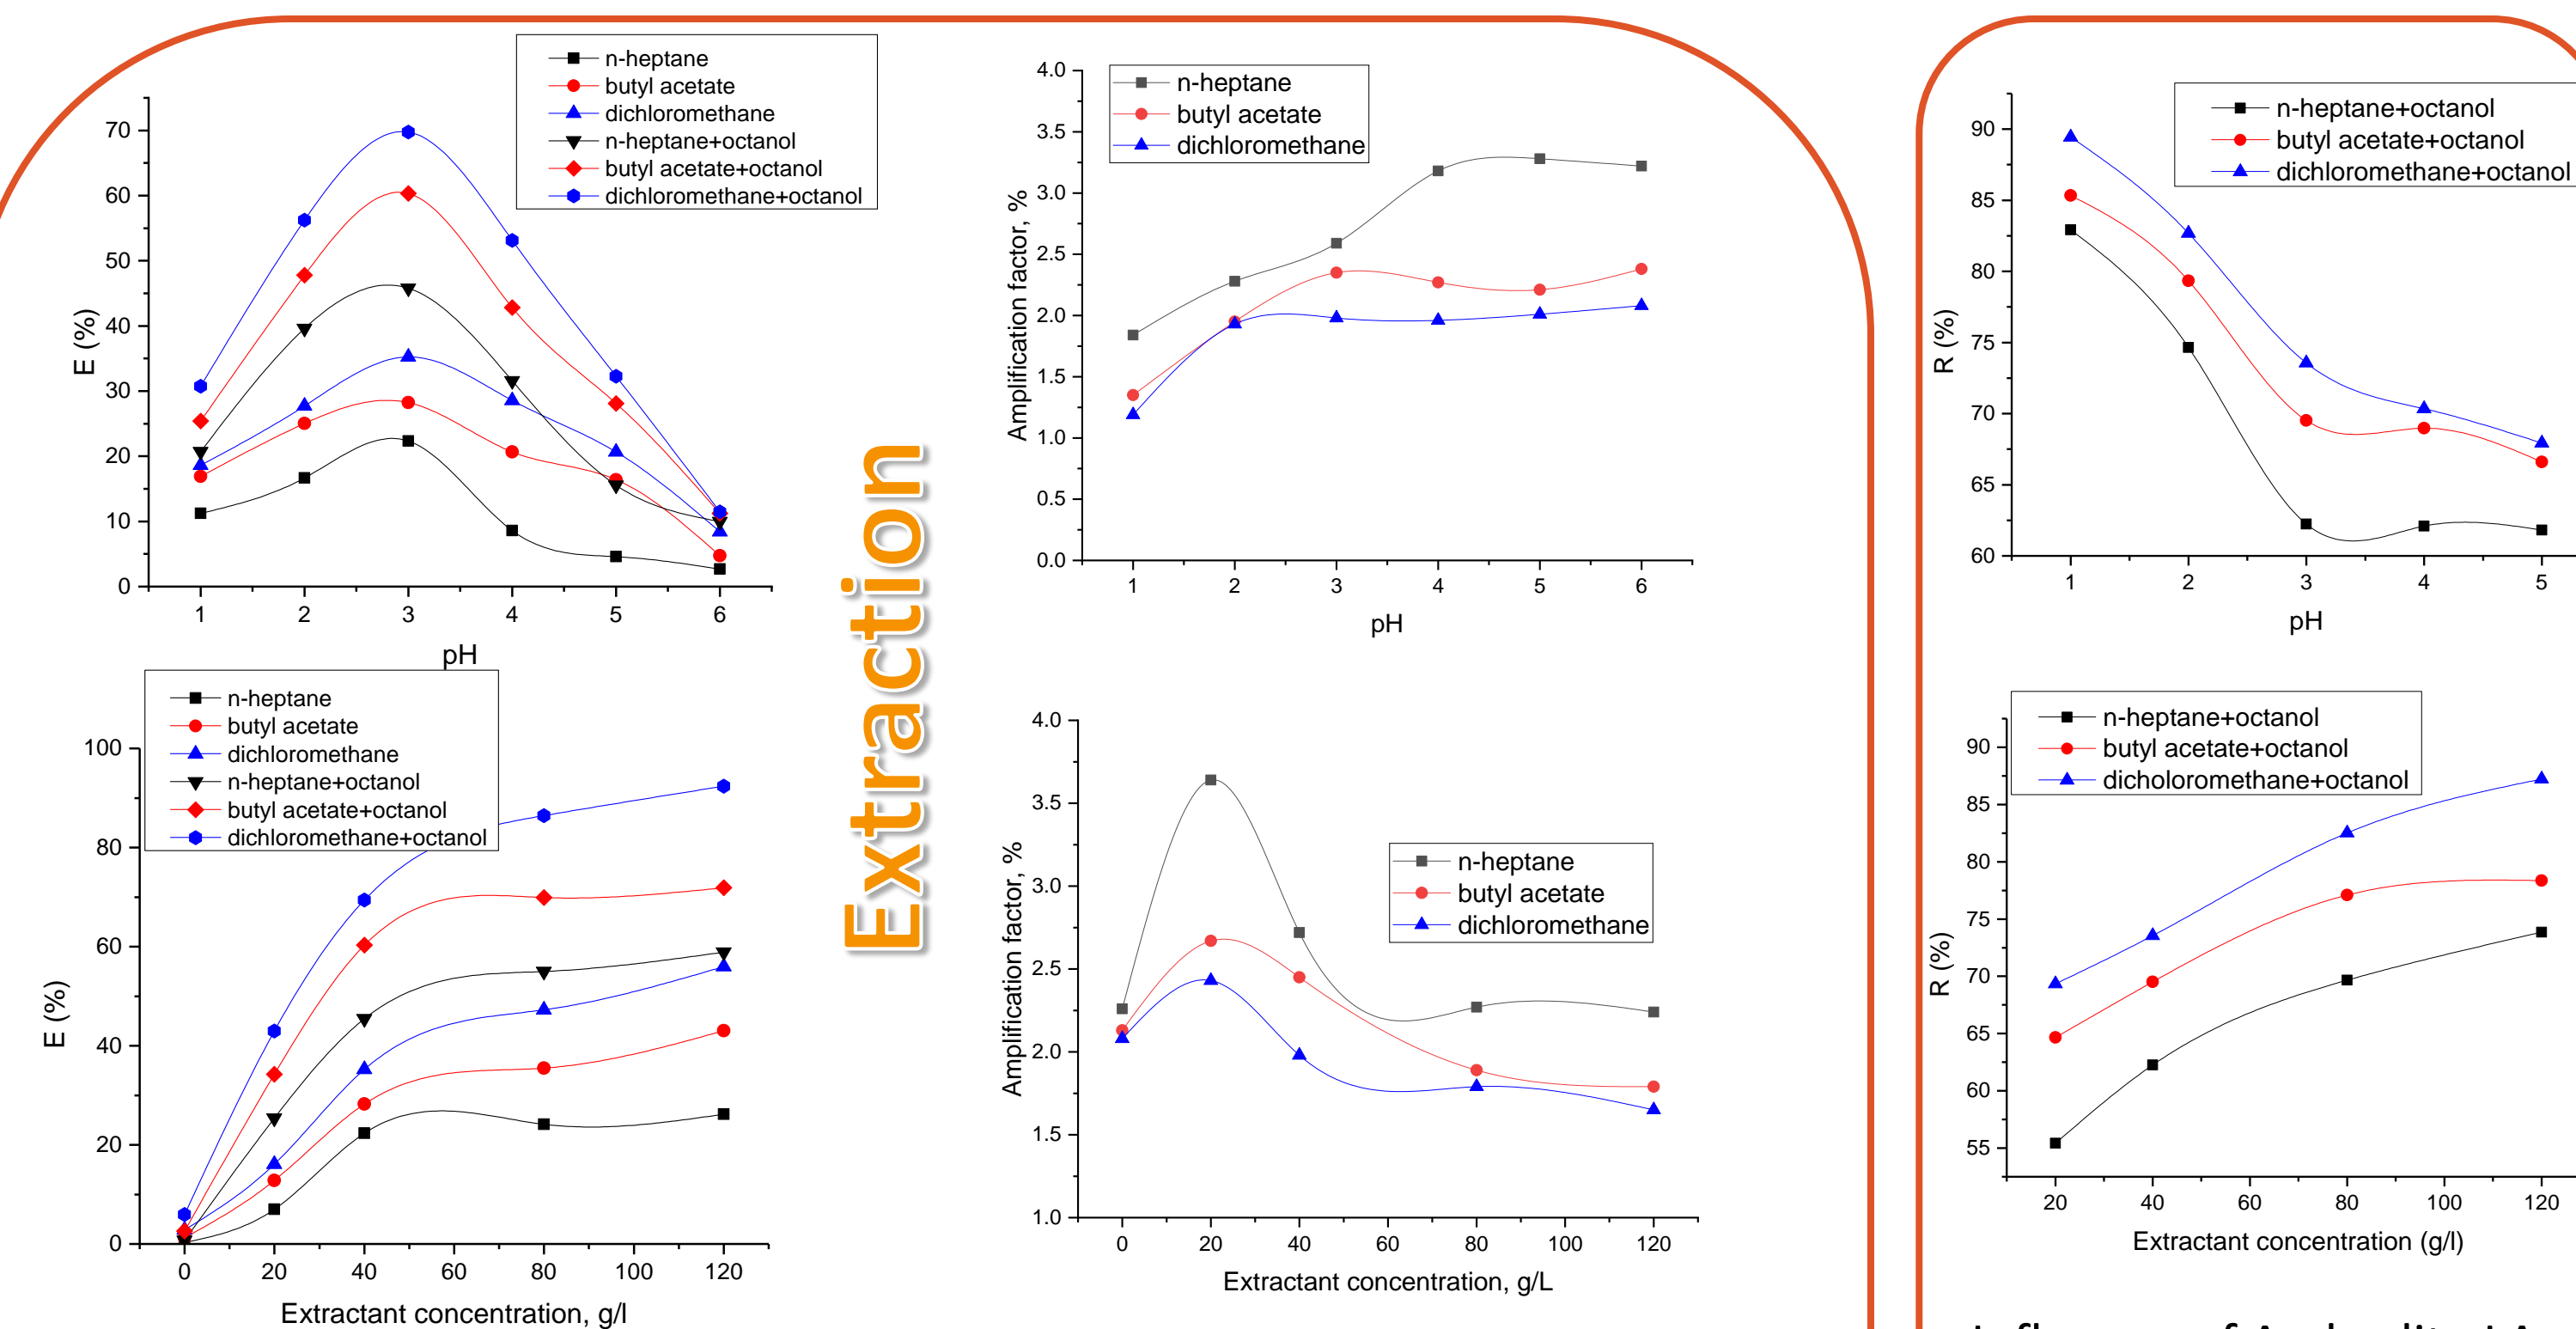 n-heptane
butyl acetate
dichloromethane
n-heptane+octanol
butyl acetate+octanol
dichloromethane+octanol
70
60
50
40
30
20
10
0
E (%)
1 2 3 4 5 6
pH
n-heptane
butyl acetate
dichloromethane
n-heptane+octanol
butyl acetate+octanol
dichloromethane+octanol
100
80
60
40
20
0
E (%)
0 20 40 60 80 100 120
Extractant concentration, g/l
Extraction
n-heptane
butyl acetate
dichloromethane
4.0
3.5
3.0
2.5
2.0
1.5
1.0
0.5
0.0
Amplification factor, %
1 2 3 4 5 6
pH
n-heptane
butyl acetate
dichloromethane
4.0
3.5
3.0
2.5
2.0
1.5
1.0
Amplification factor, %
0 20 40 60 80 100 120
Extractant concentration, g/L
n-heptane+octanol
butyl acetate+octanol
dichloromethane+octanol
90
85
80
75
70
65
60
R (%)
1 2 3 4 5
pH
n-heptane+octanol
butyl acetate+octanol
dicholoromethane+octanol
90
85
80
75
70
65
60
55
R (%)
20 40 60 80 100 120
Extractant concentration (g/l)